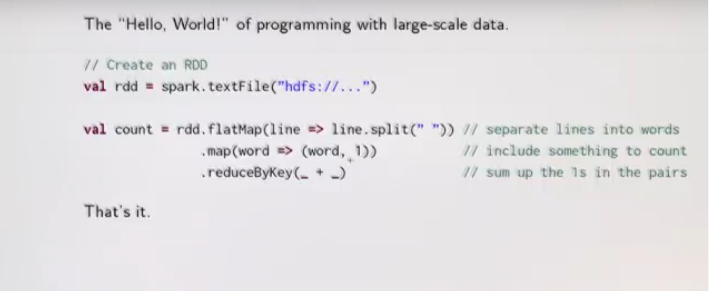 The "Hello, World!" of programming with large-scale data.
// Create an RDD
val rdd = spark.textFile("hdfs://...")
val count = rdd.flatMap(line => line.split(" ")) // separate lines into words
.map(word => (word, 1)) // include something to count
.reduceByKey(_ + _) // sum up the 1s in the pairs
That's it.